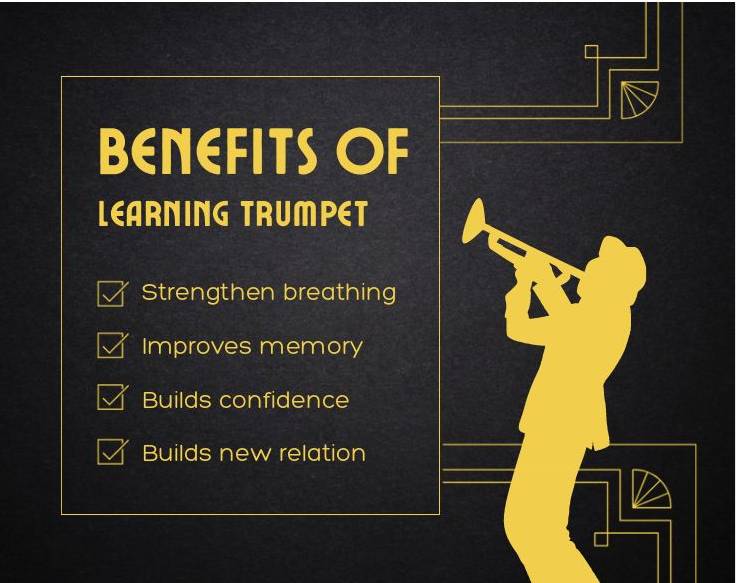 BENEFITS OF
LEARNING TRUMPET
Strengthen breathing
Improves memory
Builds confidence
Builds new relation